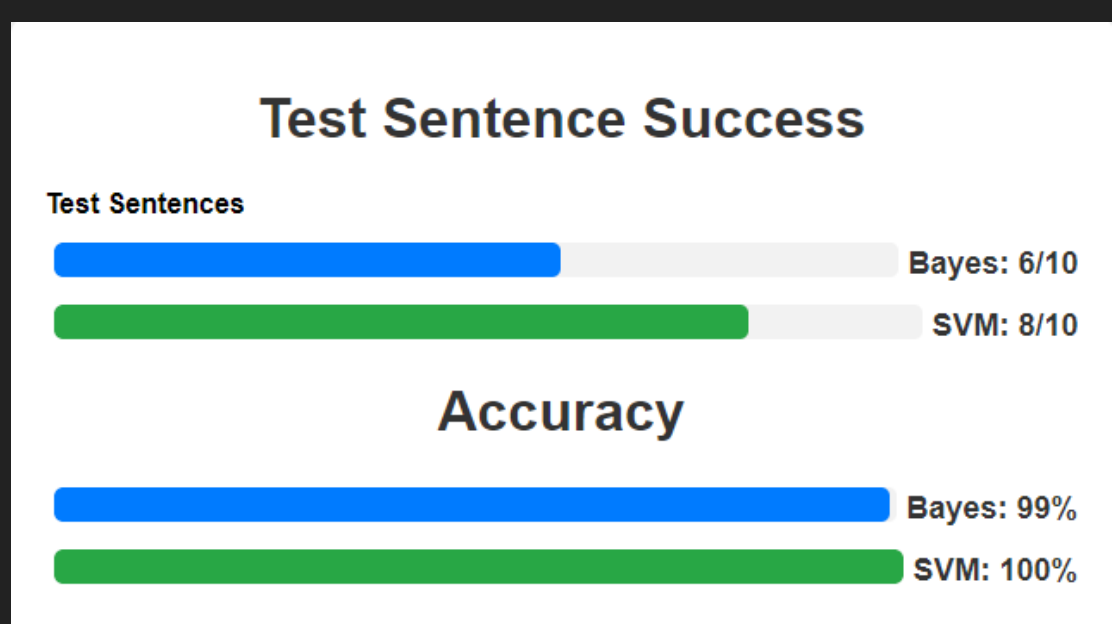 Test Sentence Success
Test Sentences
Bayes: 6/10
SVM: 8/10
Accuracy
Bayes: 99%
SVM: 100%